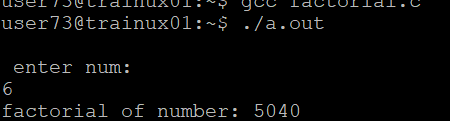 user73@trainux01:~$ gcc factorial.c
user73@trainux01:~$ ./a.out
enter num:
6
factorial of number: 5040